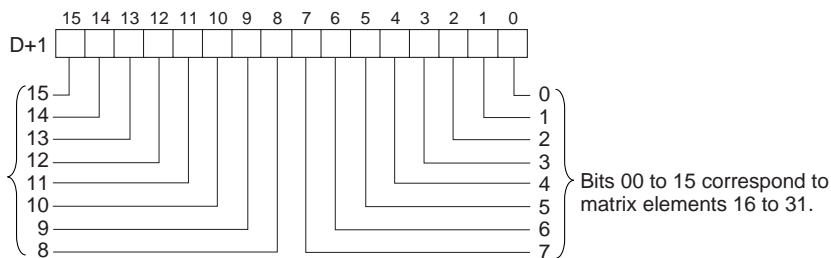 15 14 13 12 11 10 9 8 7 6 5 4 3 2 1 0
D+1
15 0
14 1
13 2
12 3
11 4
10 5
9 6
8 7
Bits 00 to 15 correspond to
matrix elements 16 to 31.